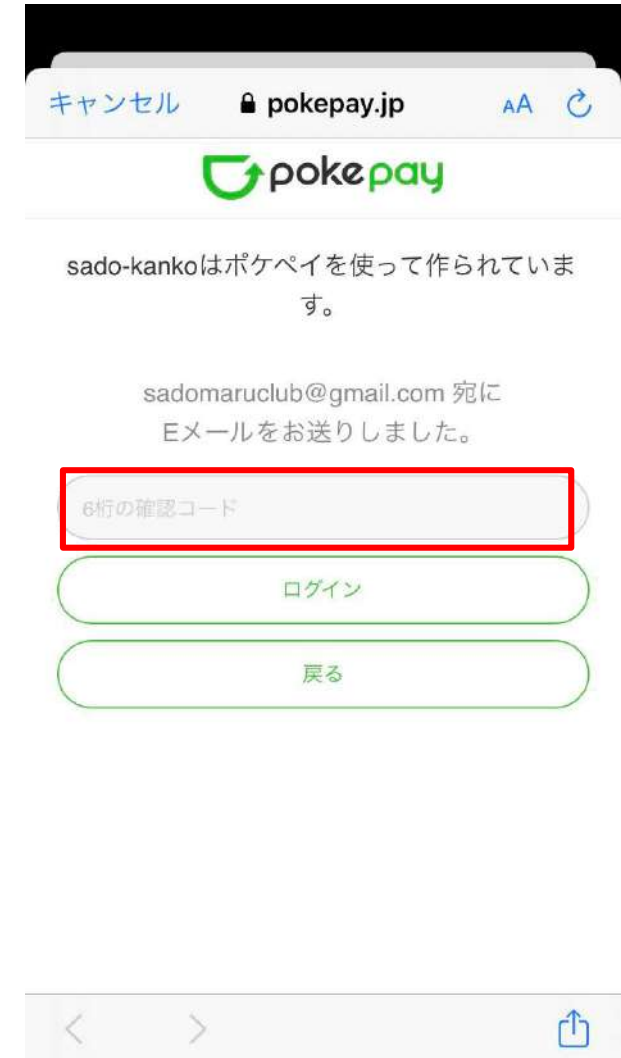 キャンセル pokepay.jp AA
pokepay
sado-kankoはポケペイを使って作られていま
す。
sadomaruclub@gmail.com 宛に
Eメールをお送りしました。
6桁の確認コード
ログイン
戻る